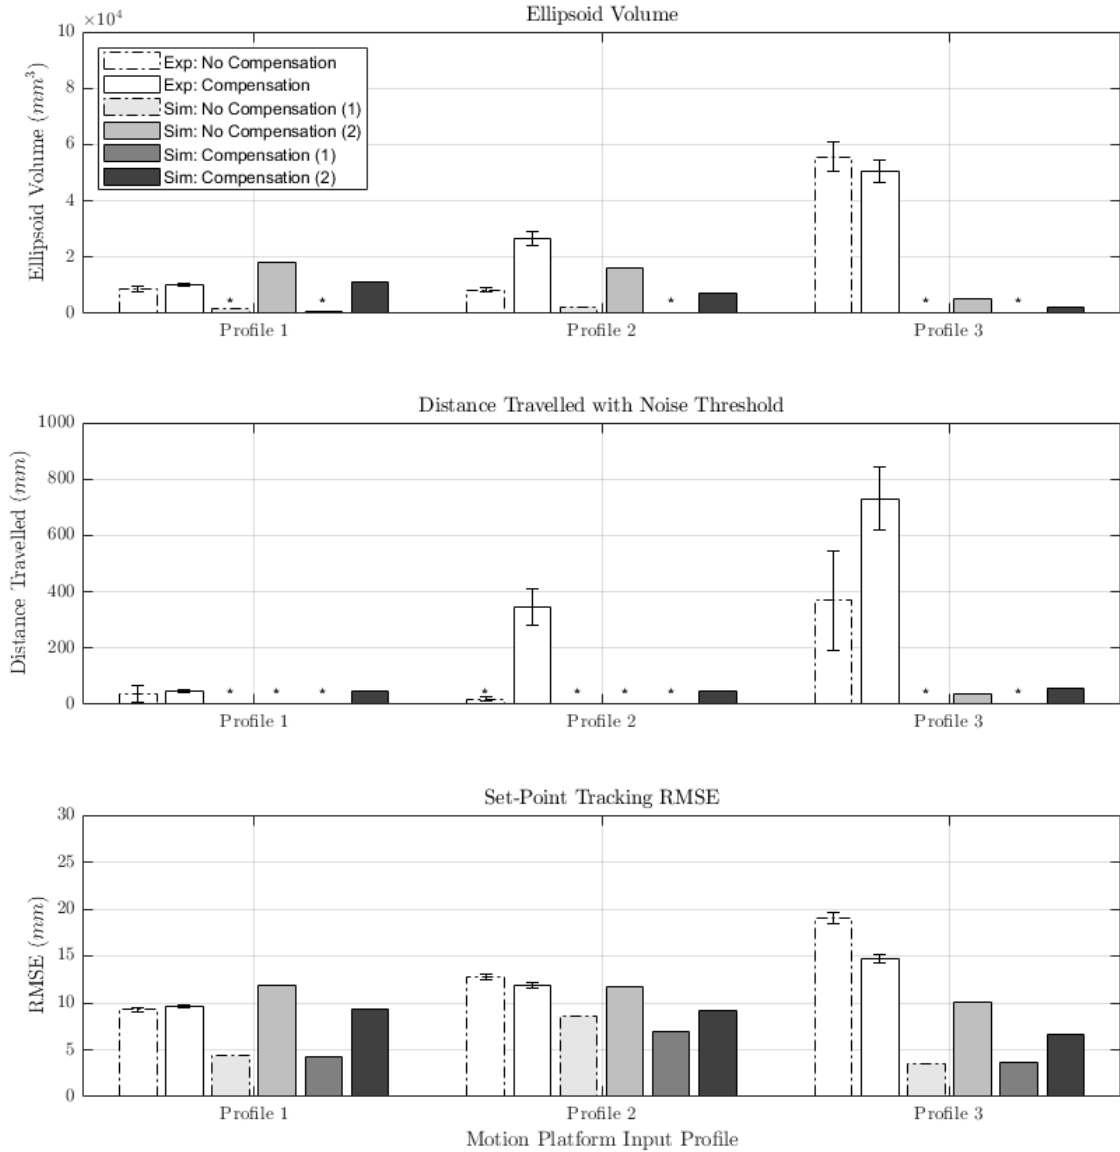 Ellipsoid Volume
×10⁴
10
8
6
4
2
0
Ellipsoid Volume (mm³)
Exp: No Compensation
Exp: Compensation
Sim: No Compensation (1)
Sim: No Compensation (2)
Sim: Compensation (1)
Sim: Compensation (2)
* * * * *
Profile 1 Profile 2 Profile 3
Distance Travelled with Noise Threshold
1000
800
600
400
200
0
Distance Travelled (mm)
* * * * * * * * *
Profile 1 Profile 2 Profile 3
Set-Point Tracking RMSE
30
25
20
15
10
5
0
RMSE (mm)
Profile 1 Profile 2 Profile 3
Motion Platform Input Profile